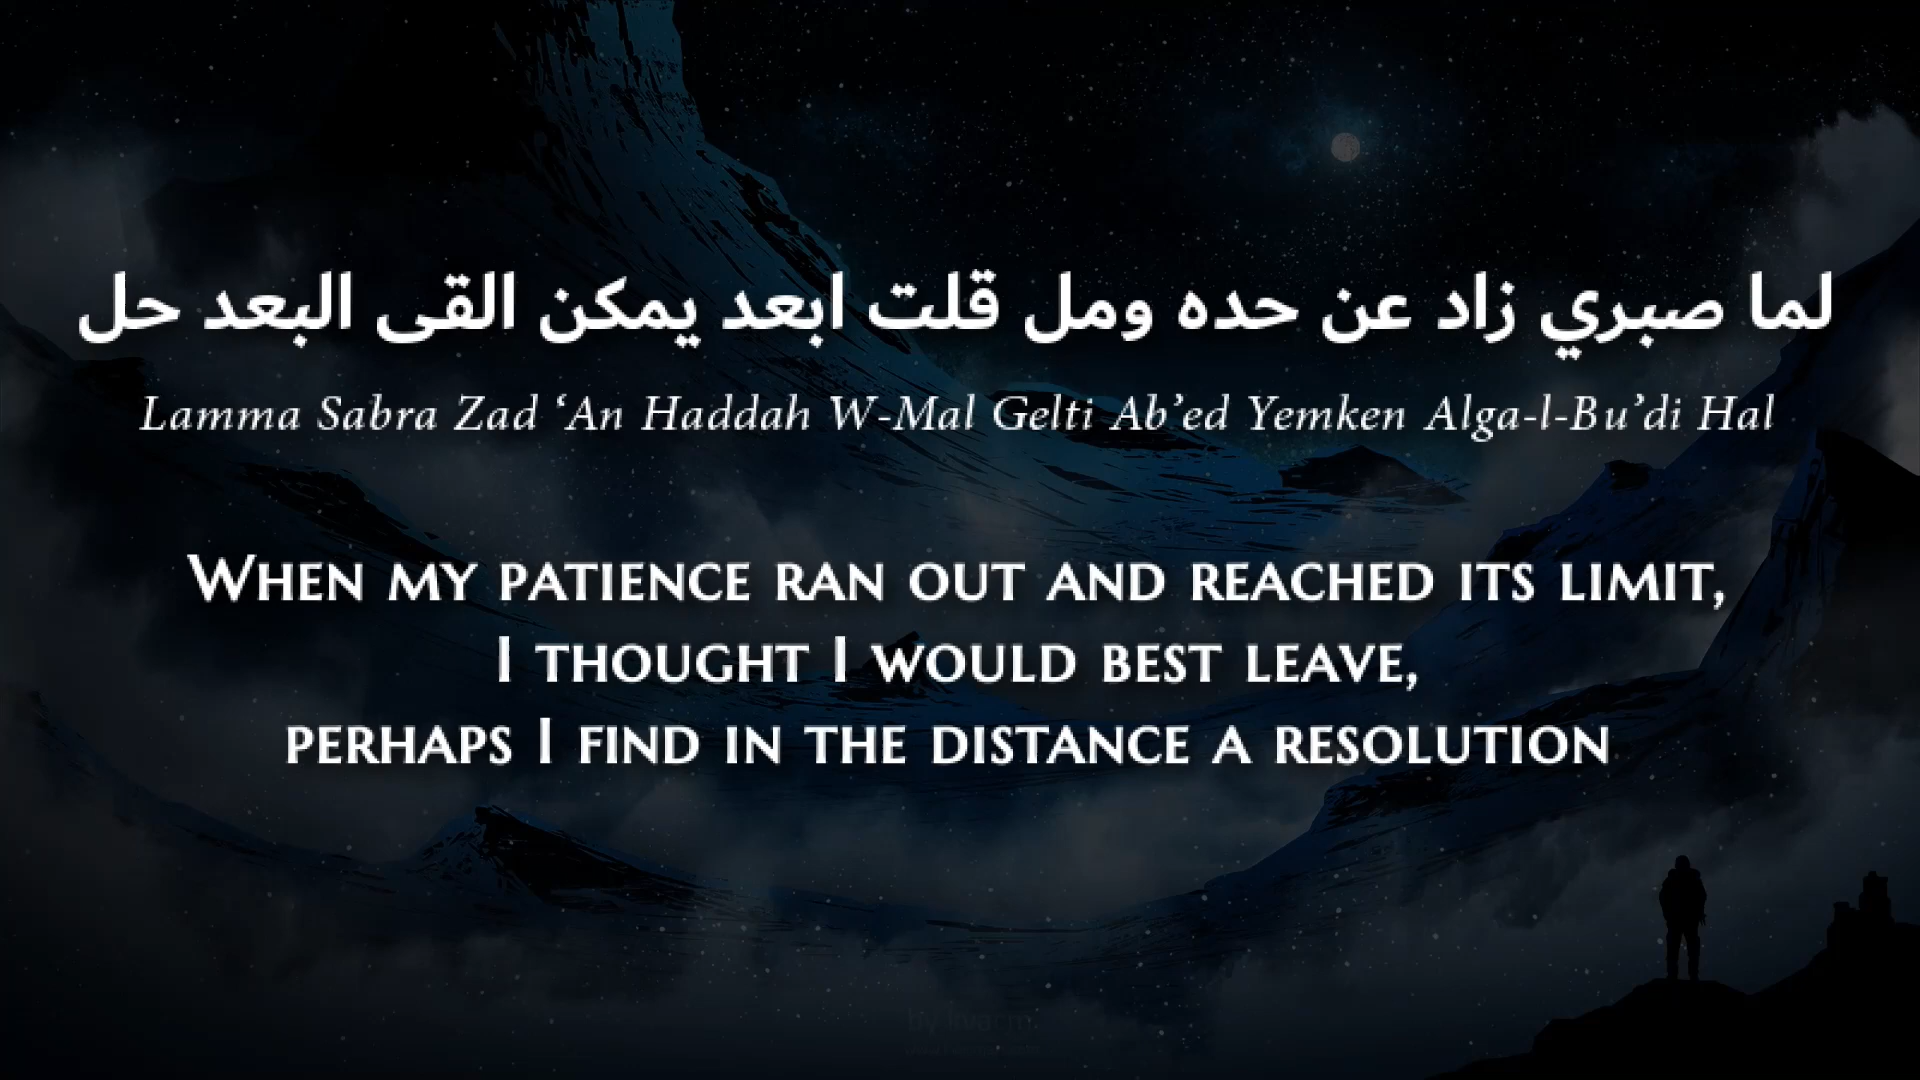 لما صبري زاد عن حده ومل قلت ابعد يمكن القى البعد حل
Lamma Sabra Zad ‘An Haddah W-Mal Gelti Ab’ed Yemken Alga-l-Bu’di Hal
When my patience ran out and reached its limit,
I thought I would best leave,
perhaps I find in the distance a resolution